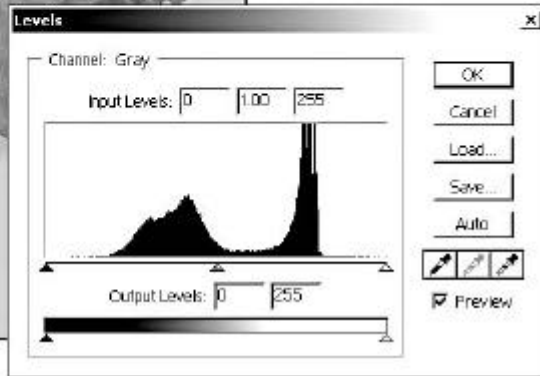 Levels
Channel: Gray
Input Levels: 0 1.00 255
Output Levels: 0 255
OK
Cancel
Load...
Save...
Auto
Preview